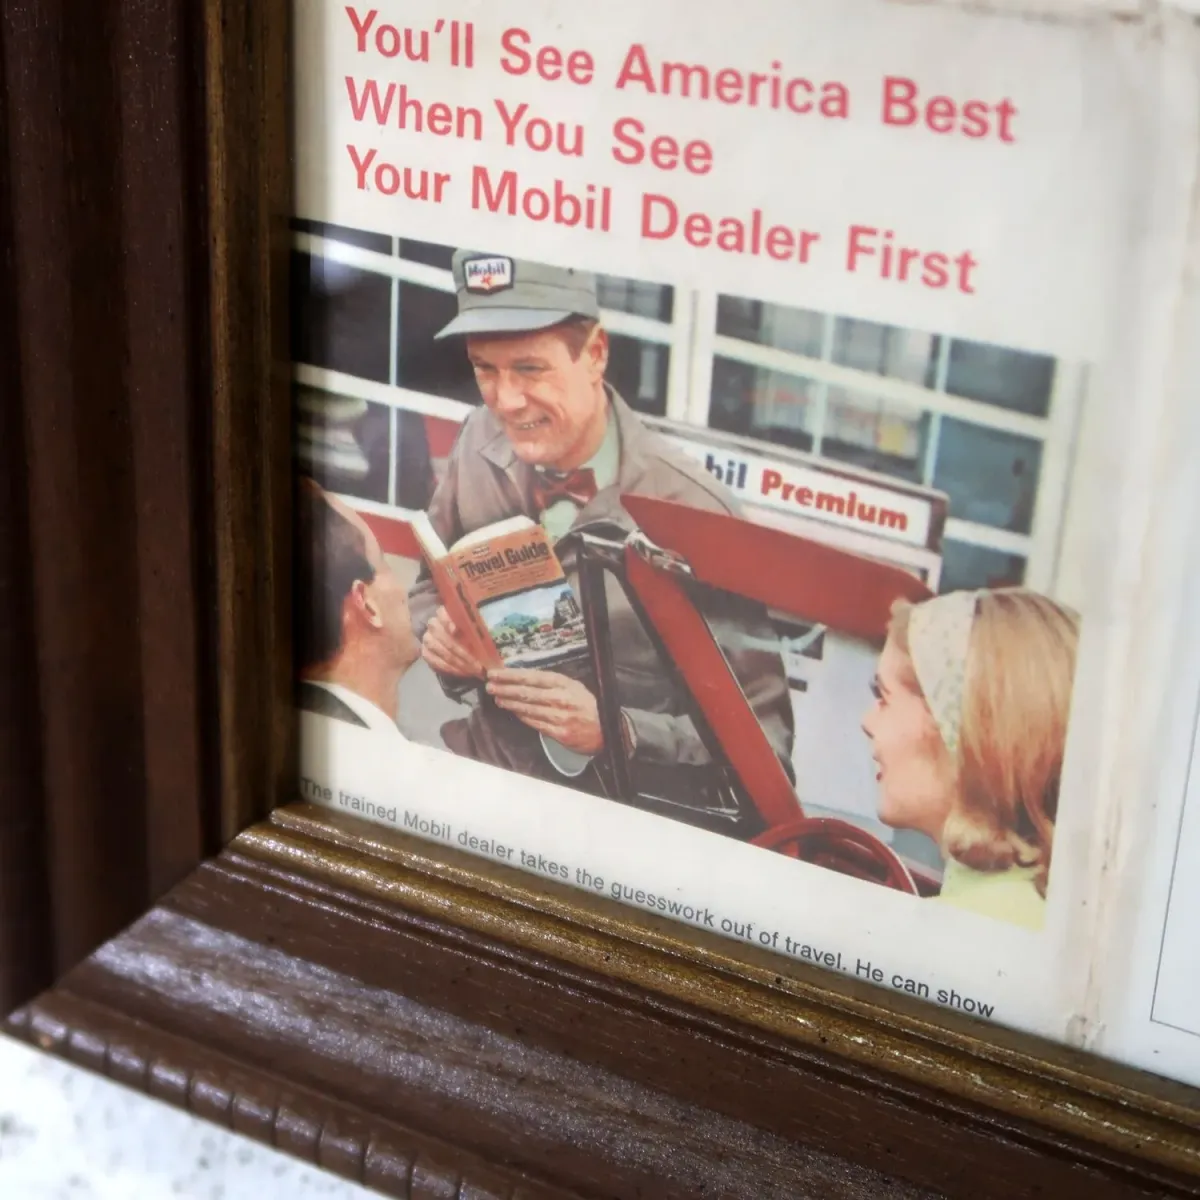 You'll See America Best
When You See
Your Mobil Dealer First
Mobil
bil Premium
Travel Guide
The trained Mobil dealer takes the guesswork out of travel. He can show